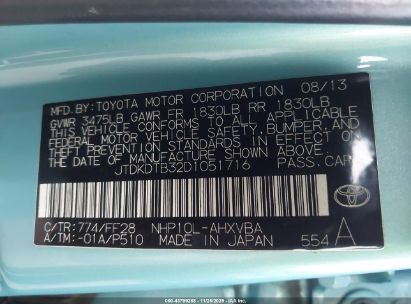 MFD.BY:TOYOTA MOTOR CORPORATION 08/13
GVWR 3475LB GAWR FR 1830LB RR 1830LB
THIS VEHICLE CONFORMS TO ALL APPLICABLE
FEDERAL MOTOR VEHICLE SAFETY, BUMPER, AND
THEFT PREVENTION STANDARDS IN EFFECT ON
THE DATE OF MANUFACTURE SHOWN ABOVE.
JTDKDTB32D1051716 PASS.CAR
C/TR:774/FF28 NHP10L-AHXVBA
A/TM:-01A/P510 MADE IN JAPAN 554 A
TOYOTA